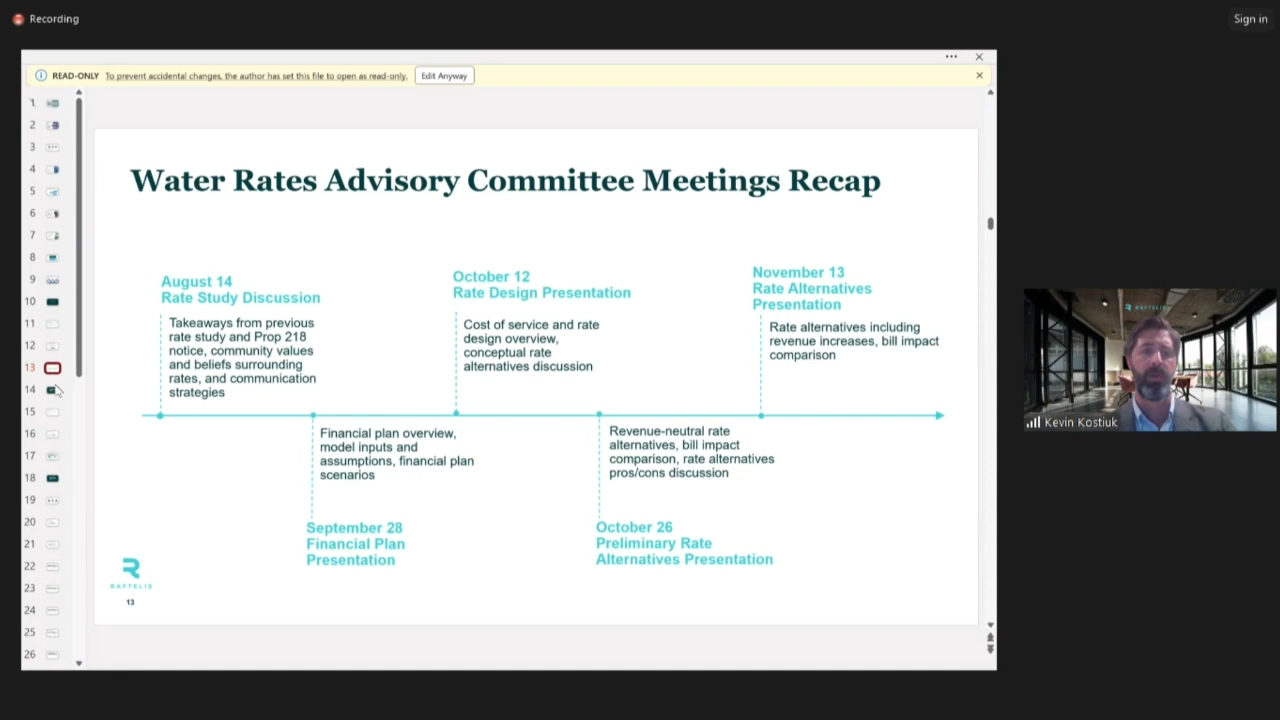 Recording
Sign in
READ-ONLY To prevent accidental changes, the author has set this file to open as read-only. Edit Anyway
1
2
3
4
5
6
7
8
9
10
11
12
13
14
15
16
17
18
19
20
21
22
23
24
25
26
Water Rates Advisory Committee Meetings Recap
August 14
Rate Study Discussion
Takeaways from previous
rate study and Prop 218
notice, community values
and beliefs surrounding
rates, and communication
strategies
October 12
Rate Design Presentation
Cost of service and rate
design overview,
conceptual rate
alternatives discussion
November 13
Rate Alternatives
Presentation
Rate alternatives including
revenue increases, bill impact
comparison
Financial plan overview,
model inputs and
assumptions, financial plan
scenarios
September 28
Financial Plan
Presentation
Revenue-neutral rate
alternatives, bill impact
comparison, rate alternatives
pros/cons discussion
October 26
Preliminary Rate
Alternatives Presentation
RAFTELIS
13
RAFTELIS
Kevin Kostiuk